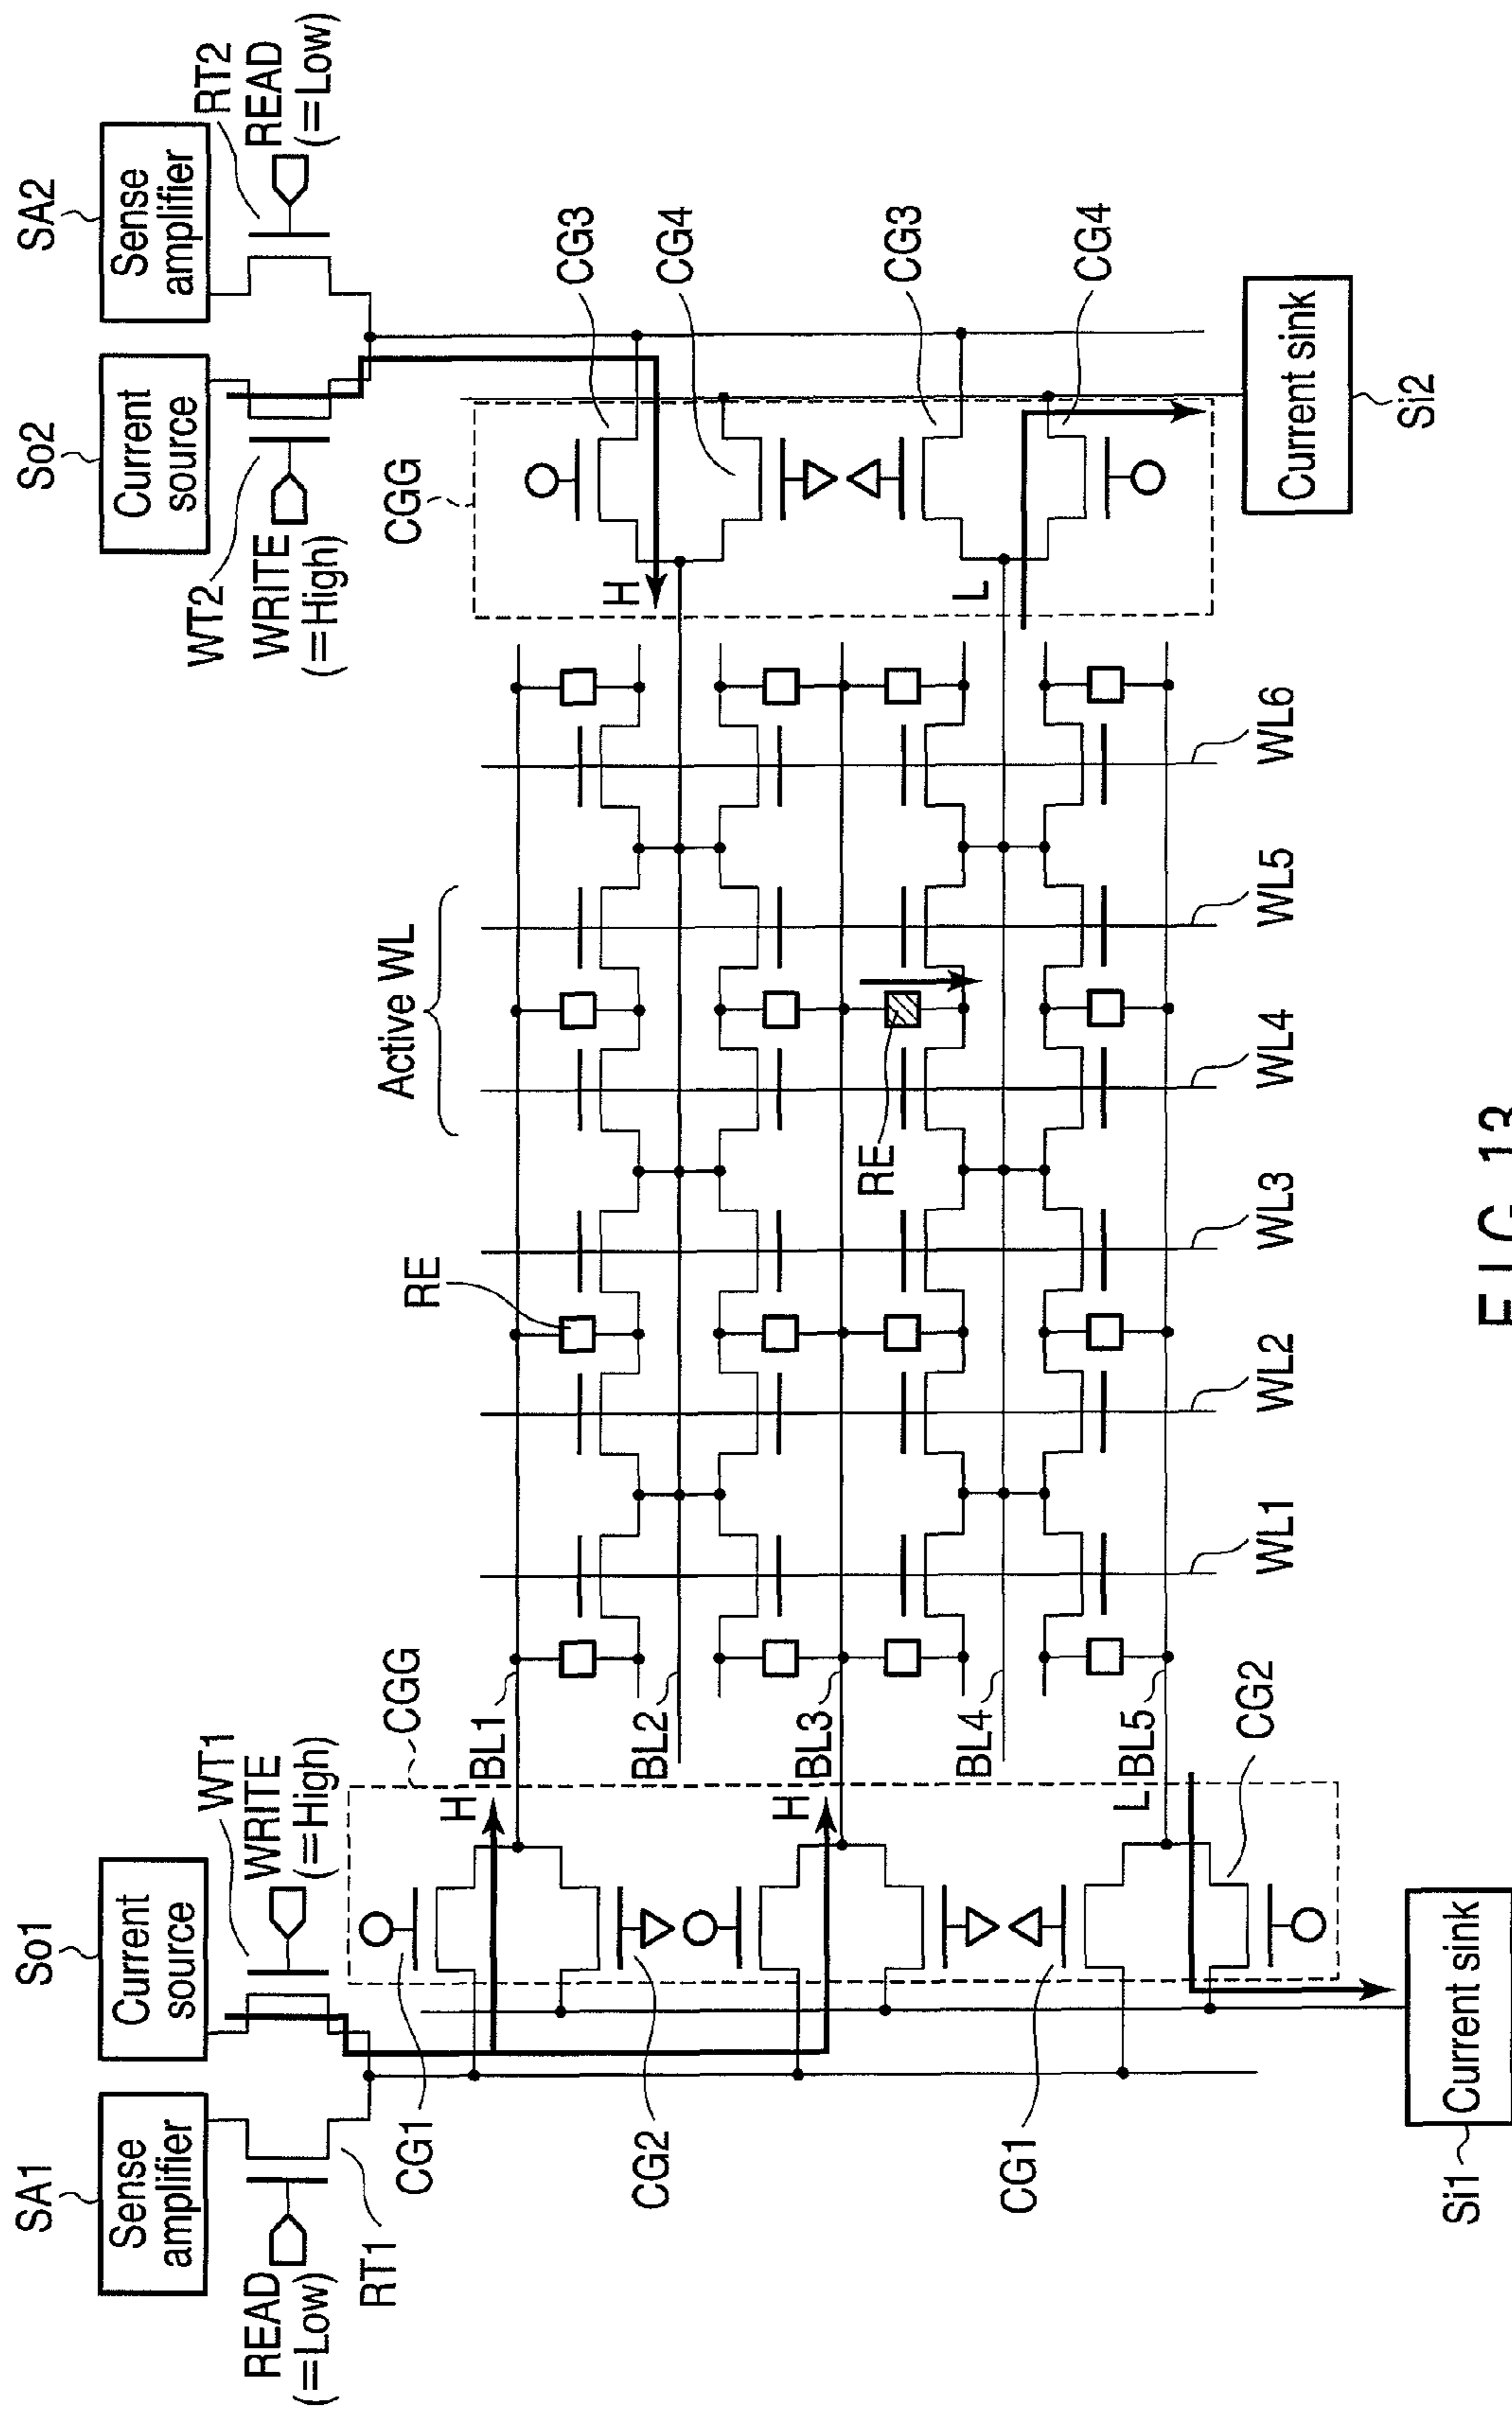 SA1
So1
So2
SA2
Sense
amplifier
Current
source
Current
source
Sense
amplifier
READ
(=Low)
RT1
WT1
WRITE
(=High)
WT2
WRITE
(=High)
RT2
READ
(=Low)
CGG
CGG
Active WL
RE
CG1
CG2
CG1
CG2
CG3
CG4
CG3
CG4
H
H
L
H
L
BL1
BL2
BL3
BL4
BL5
RE
WL1
WL2
WL3
WL4
WL5
WL6
Current sink
Si1
Current sink
Si2
FIG. 13